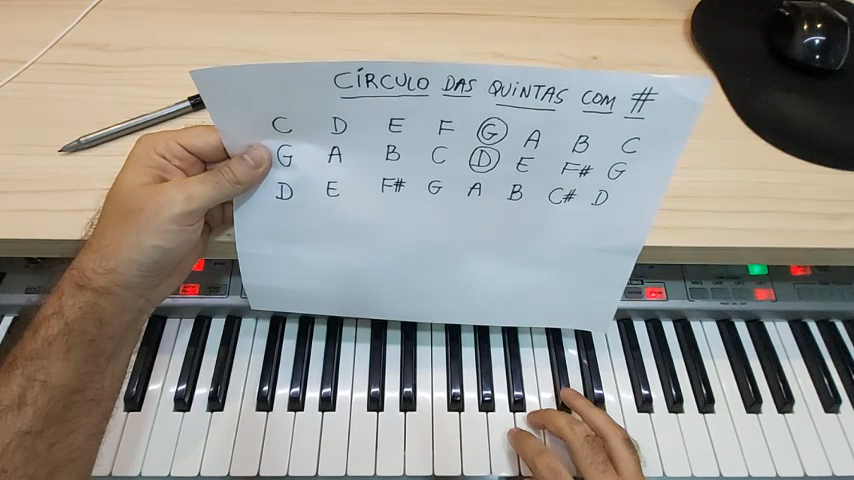 CÍRCULO DAS QUINTAS COM #
C D E F G A B C
G A B C D E F# G
D E F# G A B C# D